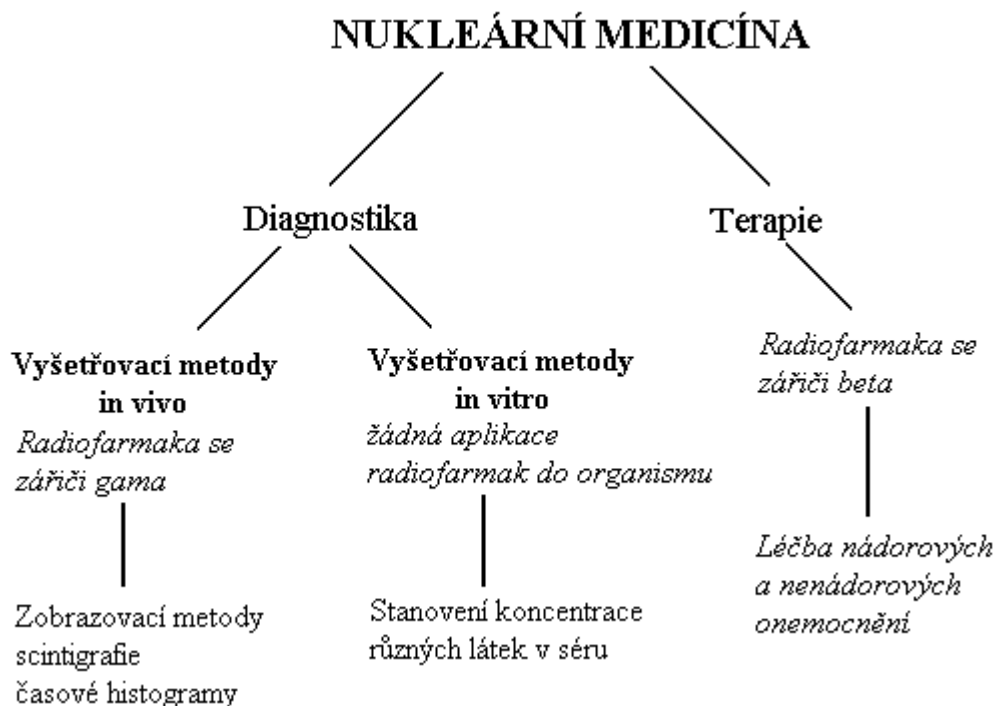 NUKLEÁRNÍ MEDICÍNA
Diagnostika
Terapie
Vyšetřovací metody
in vivo
Radiofarmaka se
zářiči gama
Zobrazovací metody
scintigrafie
časové histogramy
Vyšetřovací metody
in vitro
žádná aplikace
radiofarmak do organismu
Stanovení koncentrace
různých látek v séru
Radiofarmaka se
zářiči beta
Léčba nádorových
a nenádorových
onemocnění